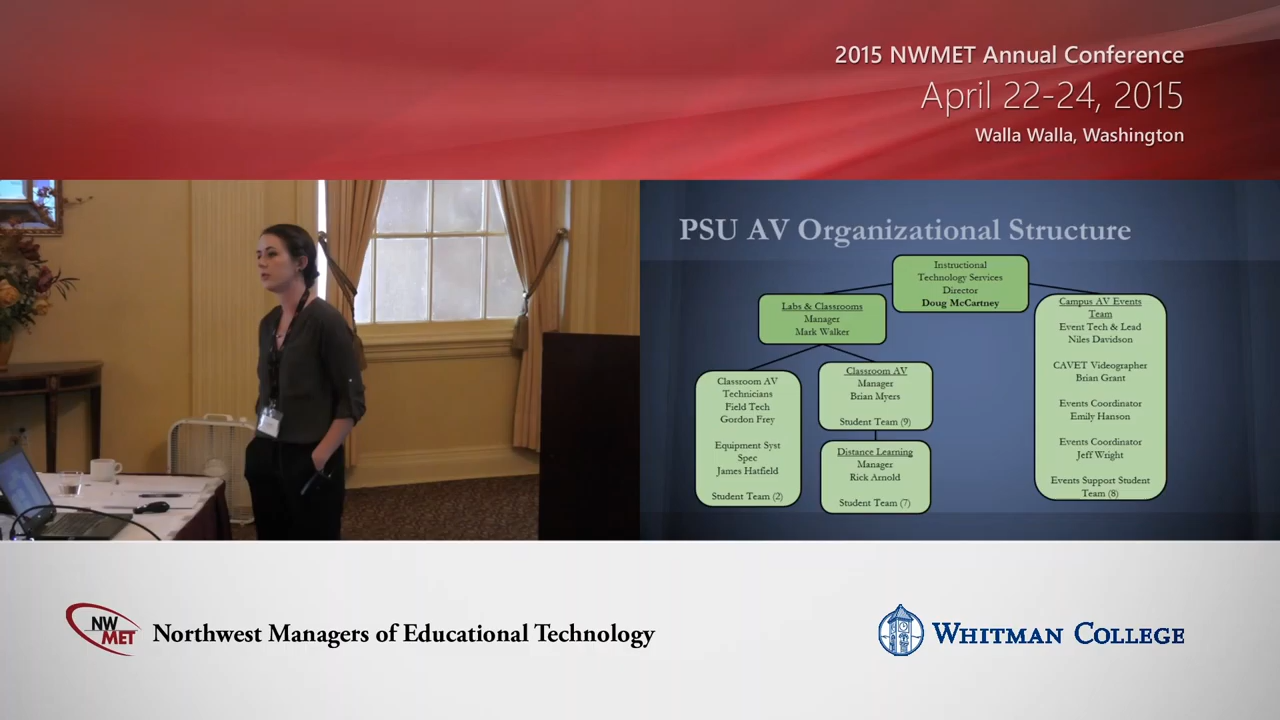 2015 NWMET Annual Conference
April 22-24, 2015
Walla Walla, Washington
PSU AV Organizational Structure
Instructional
Technology Services
Director
Doug McCartney
Labs & Classrooms
Manager
Mark Walker
Classroom AV
Technicians
Field Tech
Gordon Frey
Equipment Syst
Spec
James Hatfield
Student Team (2)
Classroom AV
Manager
Brian Myers
Student Team (9)
Distance Learning
Manager
Rick Arnold
Student Team (7)
Campus AV Events
Team
Event Tech & Lead
Niles Davidson
CAVET Videographer
Brian Grant
Events Coordinator
Emily Hanson
Events Coordinator
Jeff Wright
Events Support Student
Team (8)
NW
MET
Northwest Managers of Educational Technology
Whitman College